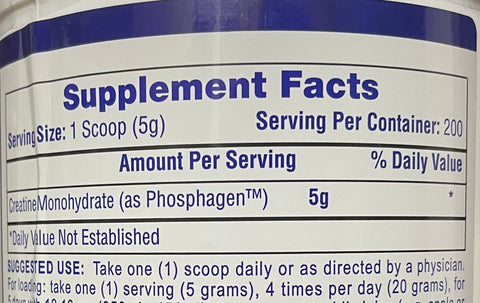 Supplement Facts
Serving Size: 1 Scoop (5g) Serving Per Container: 200
Amount Per Serving % Daily Value
Creatine Monohydrate (as Phosphagen™) 5g *
*Daily Value Not Established
SUGGESTED USE: Take one (1) scoop daily or as directed by a physician.
For loading: take one (1) serving (5 grams), 4 times per day (20 grams), for